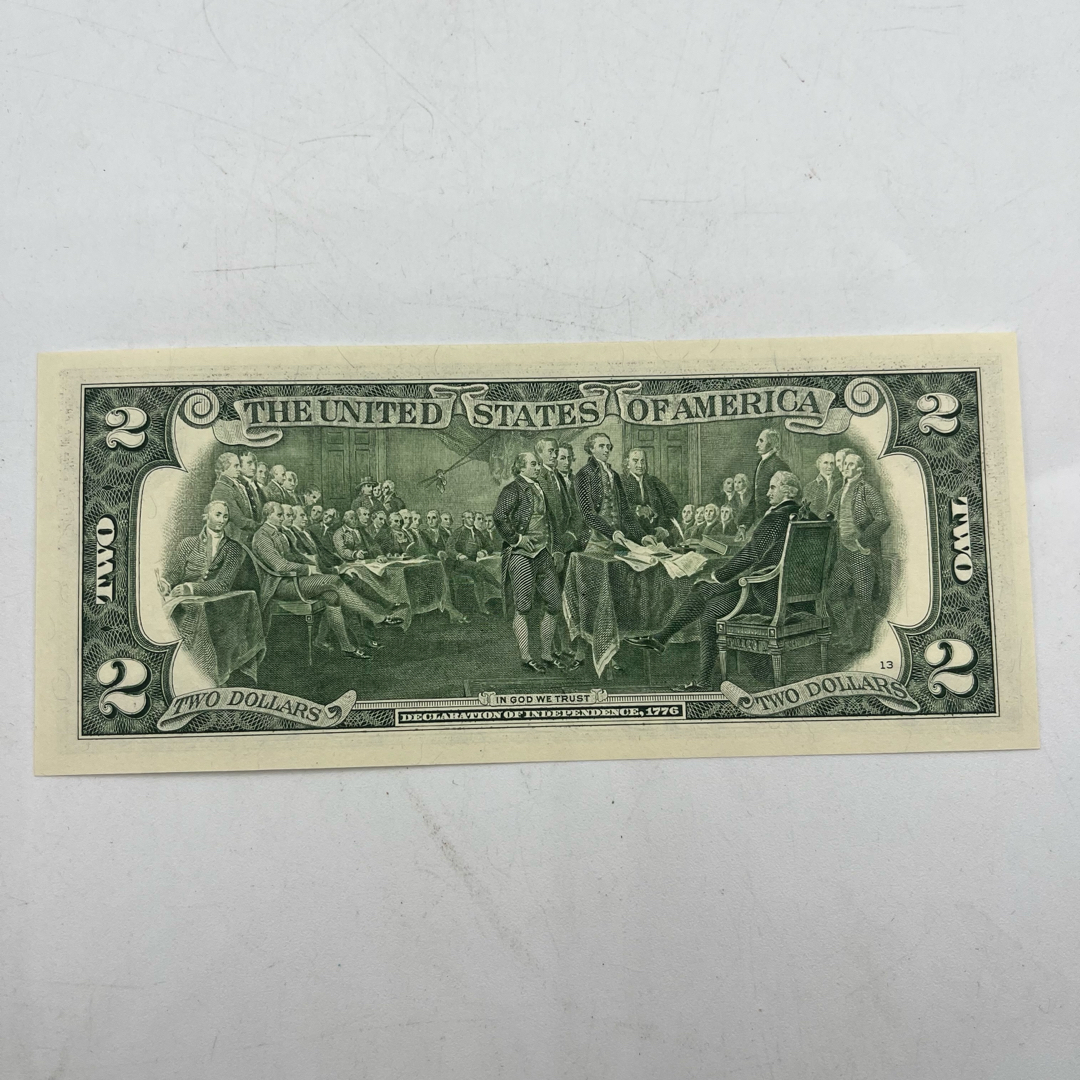 THE UNITED STATES OF AMERICA
2
2
TWO
TWO
13
2
2
TWO DOLLARS
IN GOD WE TRUST
TWO DOLLARS
DECLARATION OF INDEPENDENCE, 1776